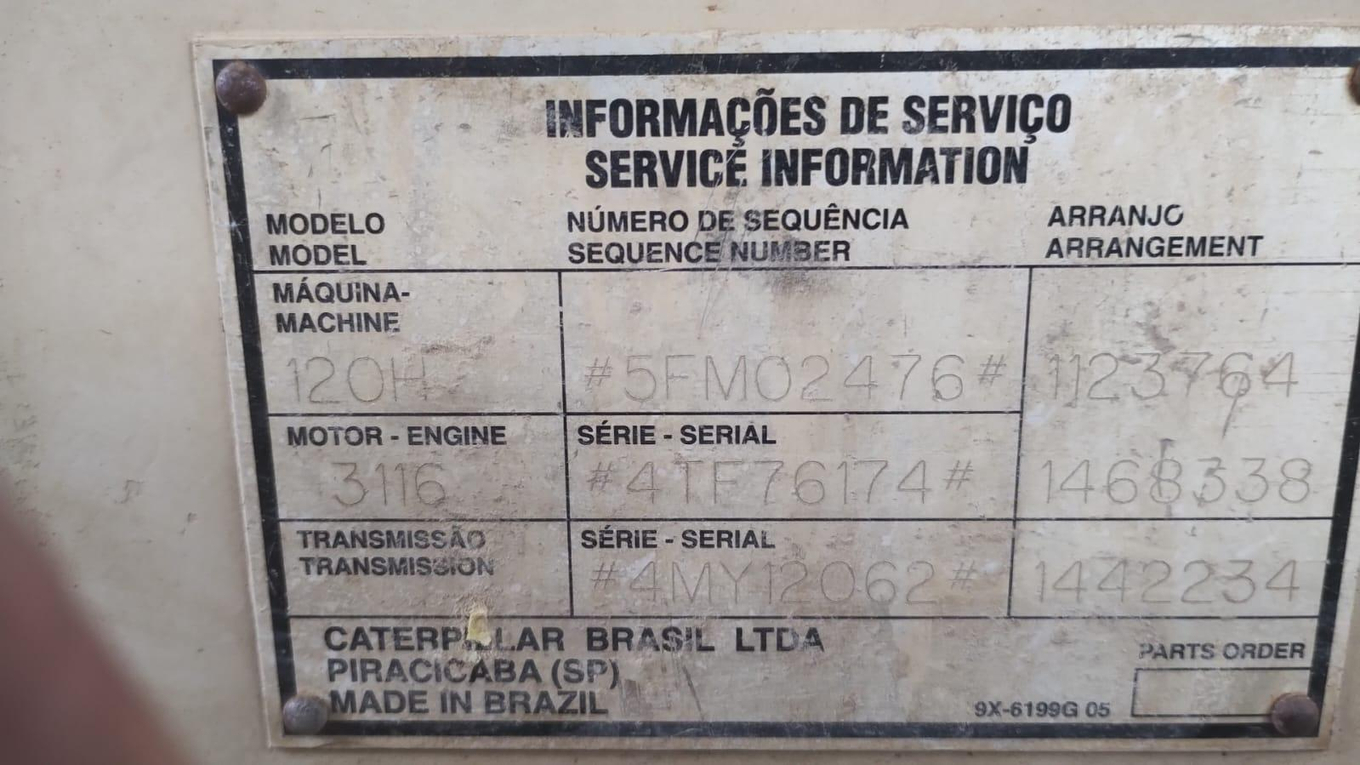 INFORMAÇÕES DE SERVIÇO
SERVICE INFORMATION
MODELO NÚMERO DE SEQUÊNCIA ARRANJO
MODEL SEQUENCE NUMBER ARRANGEMENT
MÁQUINA-
MACHINE
120H #5FM02476# 1123764
MOTOR - ENGINE SÉRIE - SERIAL
3116 #4TF76174# 1468338
TRANSMISSÃO SÉRIE - SERIAL
TRANSMISSION
#4MY12062# 1442234
CATERPILLAR BRASIL LTDA
PIRACICABA (SP) PARTS ORDER
MADE IN BRAZIL 9X-6199G 05